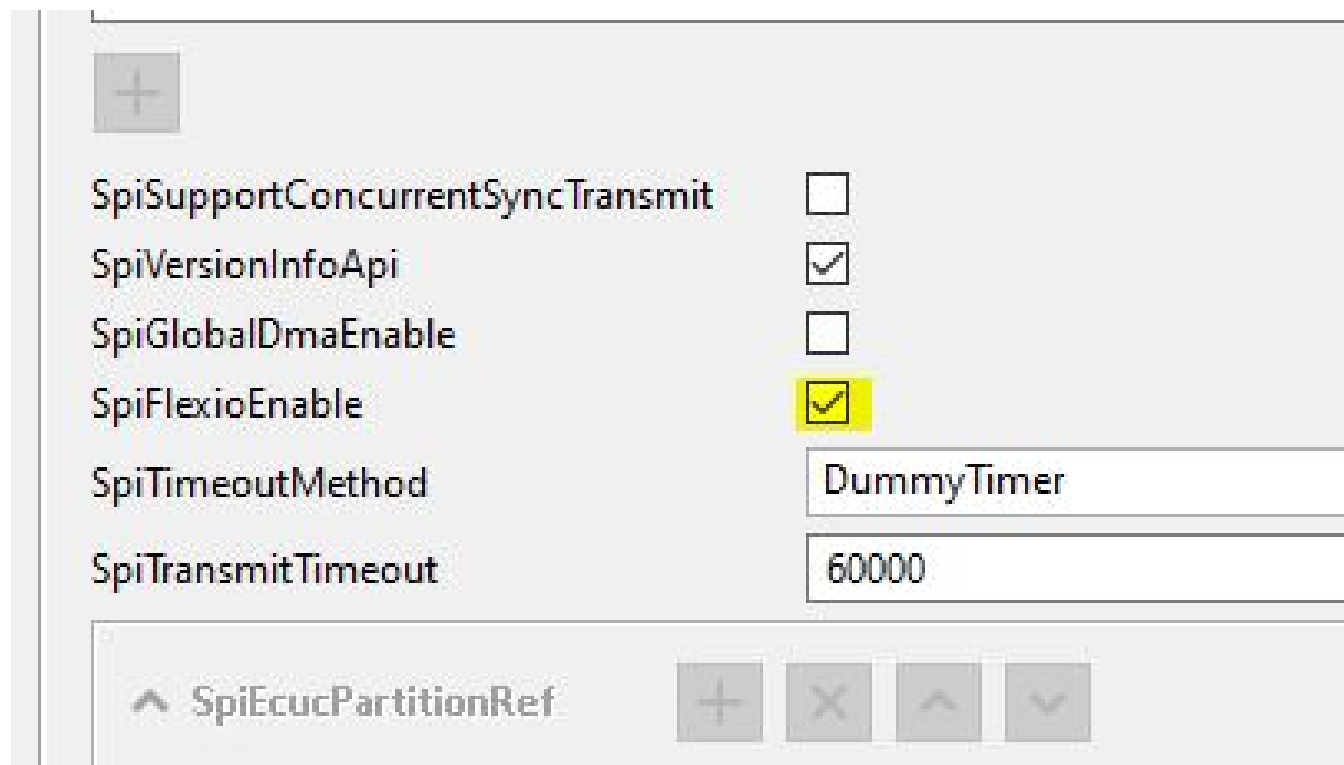 SpiSupportConcurrentSyncTransmit
SpiVersionInfoApi
SpiGlobalDmaEnable
SpiFlexioEnable
SpiTimeoutMethod DummyTimer
SpiTransmitTimeout 60000
SpiEcucPartitionRef